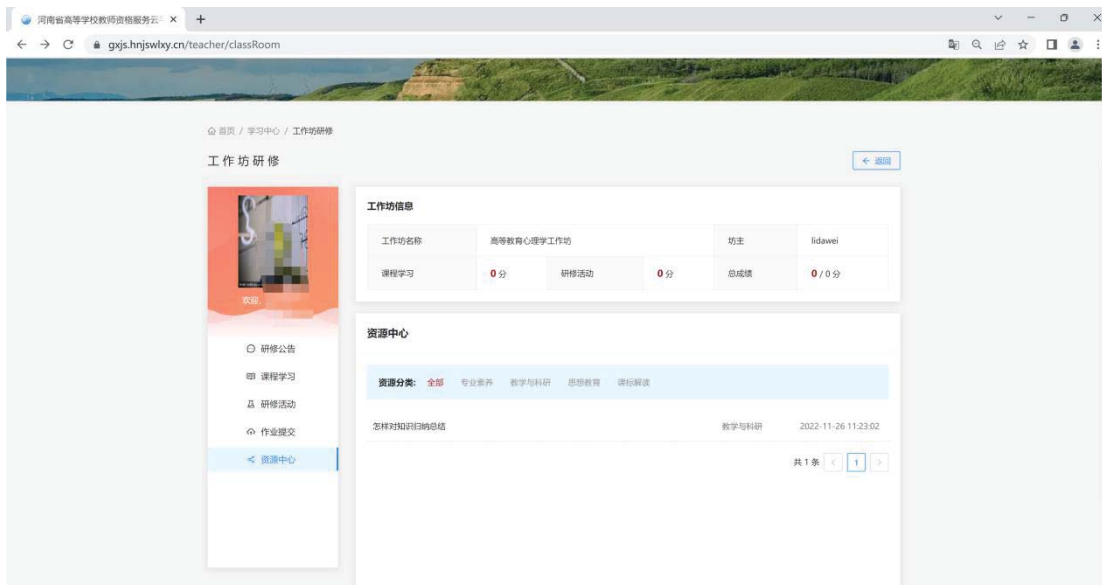 河南省高等学校教师资格服务云
gxjs.hnjswlxy.cn/teacher/classRoom
首页 / 学习中心 / 工作坊研修
工作坊研修
← 返回
欢迎,
研修公告
课程学习
研修活动
作业提交
资源中心
工作坊信息
工作坊名称 高等教育心理学工作坊 坊主 lidawei
课程学习 0 分 研修活动 0 分 总成绩 0 / 0 分
资源中心
资源分类: 全部 专业素养 教学与科研 思想教育 课标解读
怎样对知识归纳总结 教学与科研 2022-11-26 11:23:02
共 1 条 < 1 >